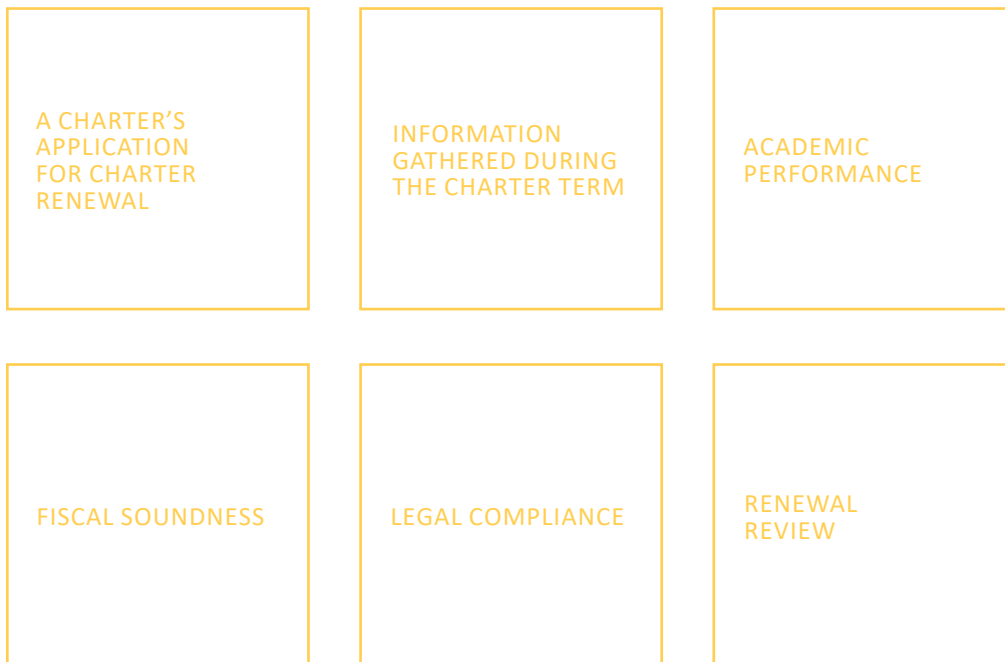 A CHARTER’S
APPLICATION
FOR CHARTER
RENEWAL
INFORMATION
GATHERED DURING
THE CHARTER TERM
ACADEMIC
PERFORMANCE
FISCAL SOUNDNESS
LEGAL COMPLIANCE
RENEWAL
REVIEW